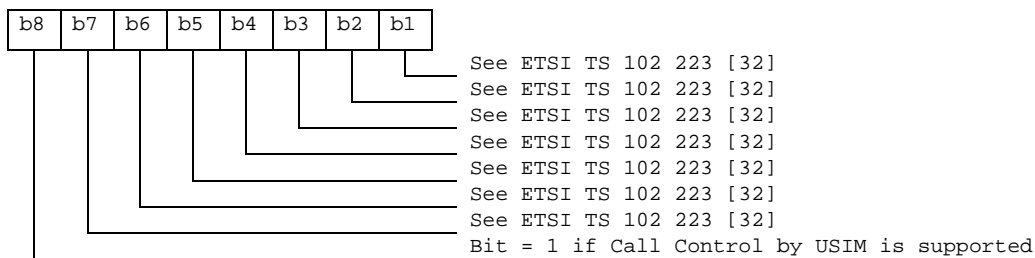 b8 b7 b6 b5 b4 b3 b2 b1
See ETSI TS 102 223 [32]
See ETSI TS 102 223 [32]
See ETSI TS 102 223 [32]
See ETSI TS 102 223 [32]
See ETSI TS 102 223 [32]
See ETSI TS 102 223 [32]
See ETSI TS 102 223 [32]
Bit = 1 if Call Control by USIM is supported